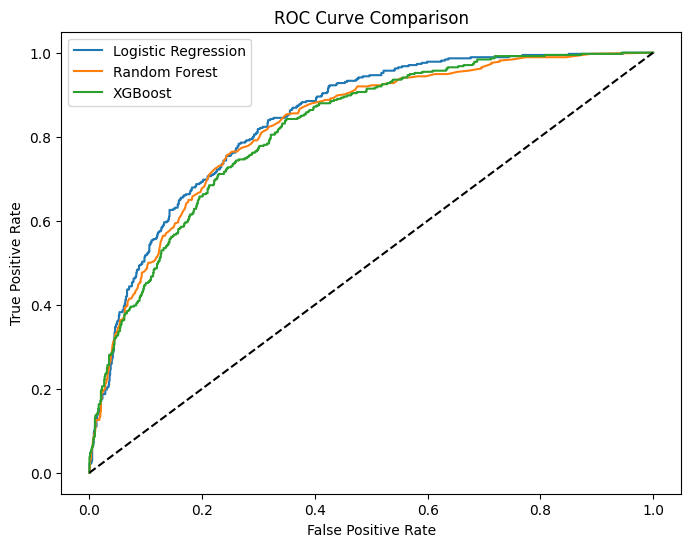 ROC Curve Comparison
Logistic Regression
Random Forest
XGBoost
True Positive Rate
1.0
0.8
0.6
0.4
0.2
0.0
0.0 0.2 0.4 0.6 0.8 1.0
False Positive Rate